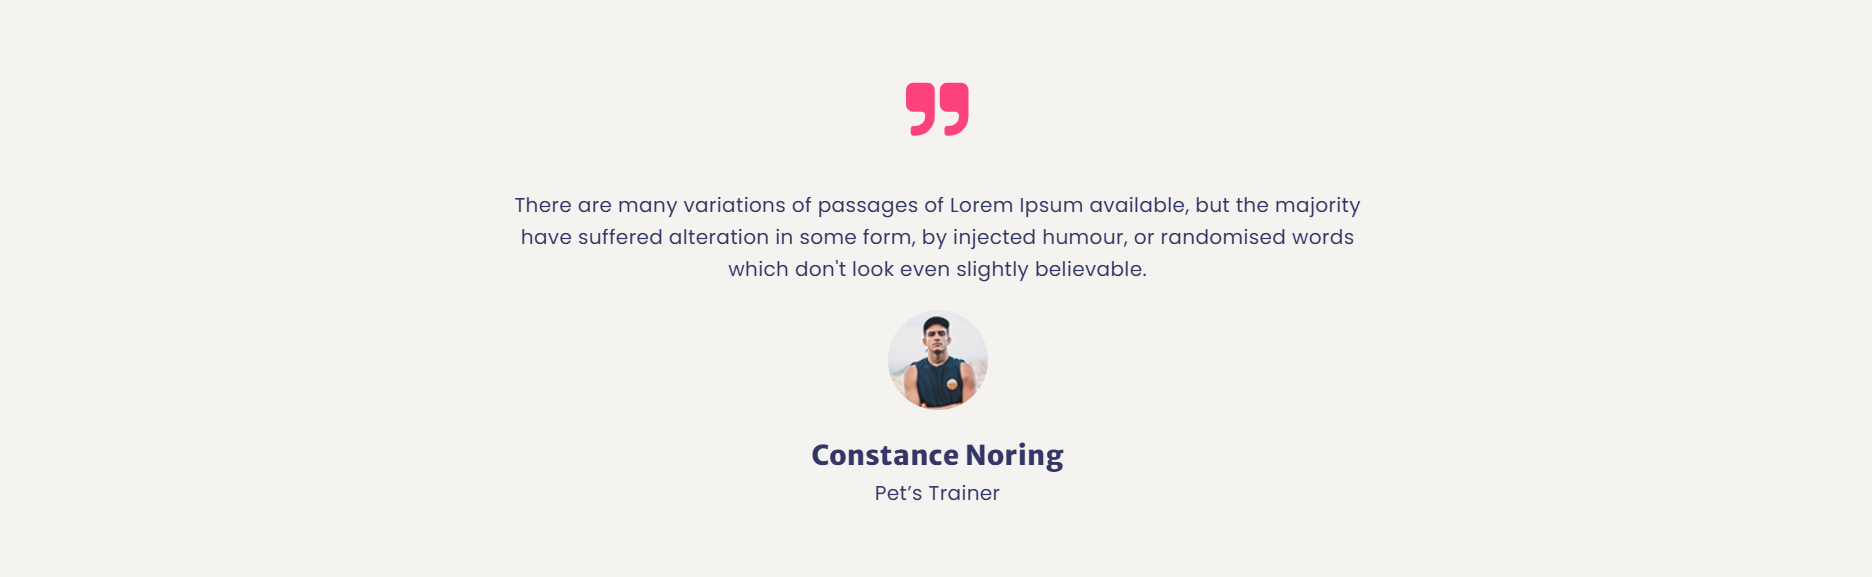 There are many variations of passages of Lorem Ipsum available, but the majority
have suffered alteration in some form, by injected humour, or randomised words
which don't look even slightly believable.
Constance Noring
Pet’s Trainer